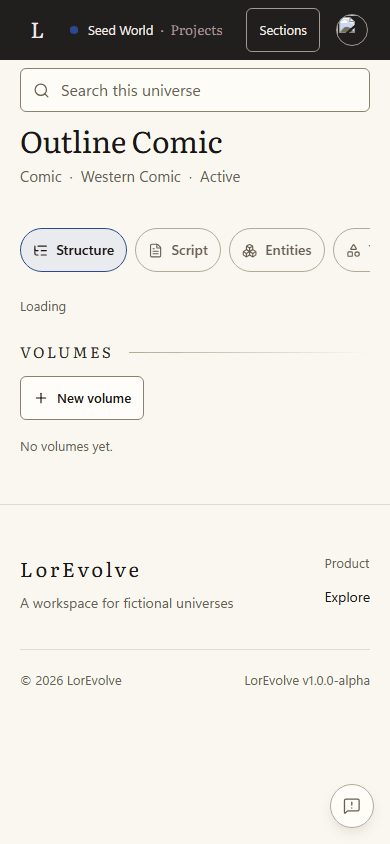 L
Seed World · Projects
Sections
Search this universe
Outline Comic
Comic · Western Comic · Active
Structure
Script
Entities
Loading
VOLUMES
New volume
No volumes yet.
LorEvolve
A workspace for fictional universes
Product
Explore
© 2026 LorEvolve
LorEvolve v1.0.0-alpha